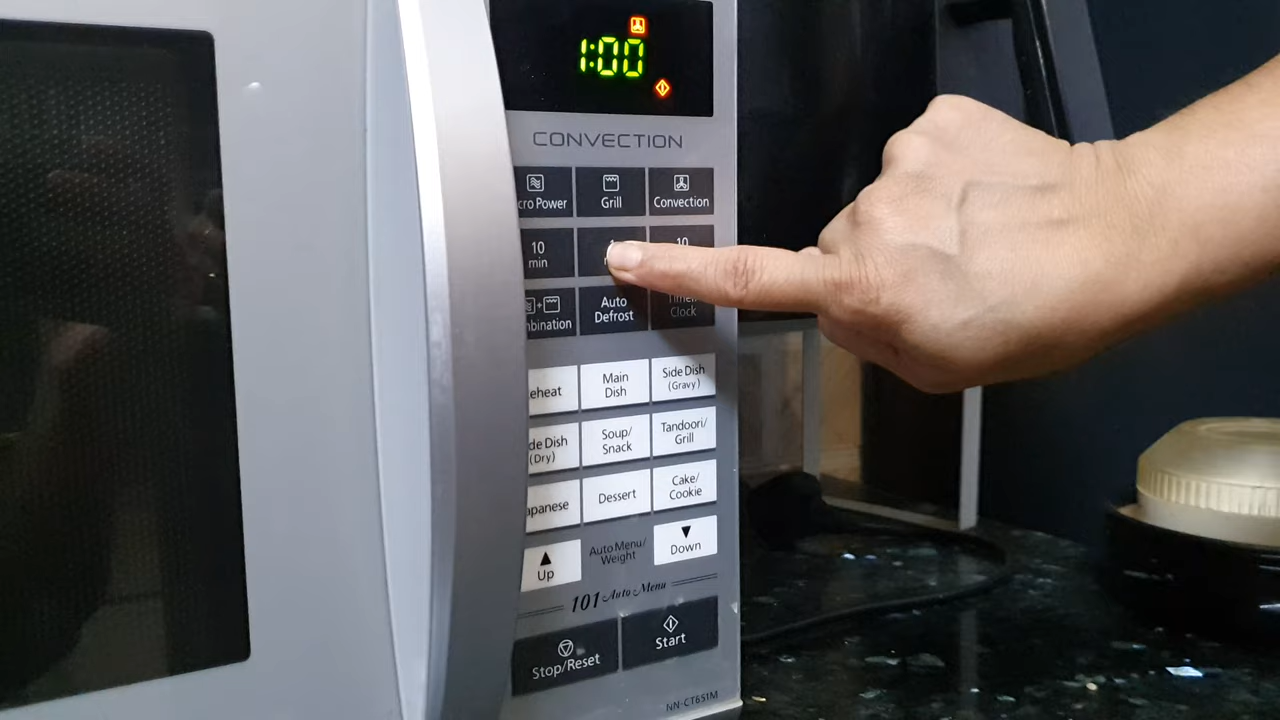 1:00
CONVECTION
cro Power
Grill
Convection
10
min
10
nbination
Auto
Defrost
Timer/
Clock
eheat
Main
Dish
Side Dish
(Gravy)
de Dish
(Dry)
Soup/
Snack
Tandoori/
Grill
apanese
Dessert
Cake/
Cookie
Up
Auto Menu/
Weight
Down
101 Auto Menu
Stop/Reset
Start
NN-CT651M